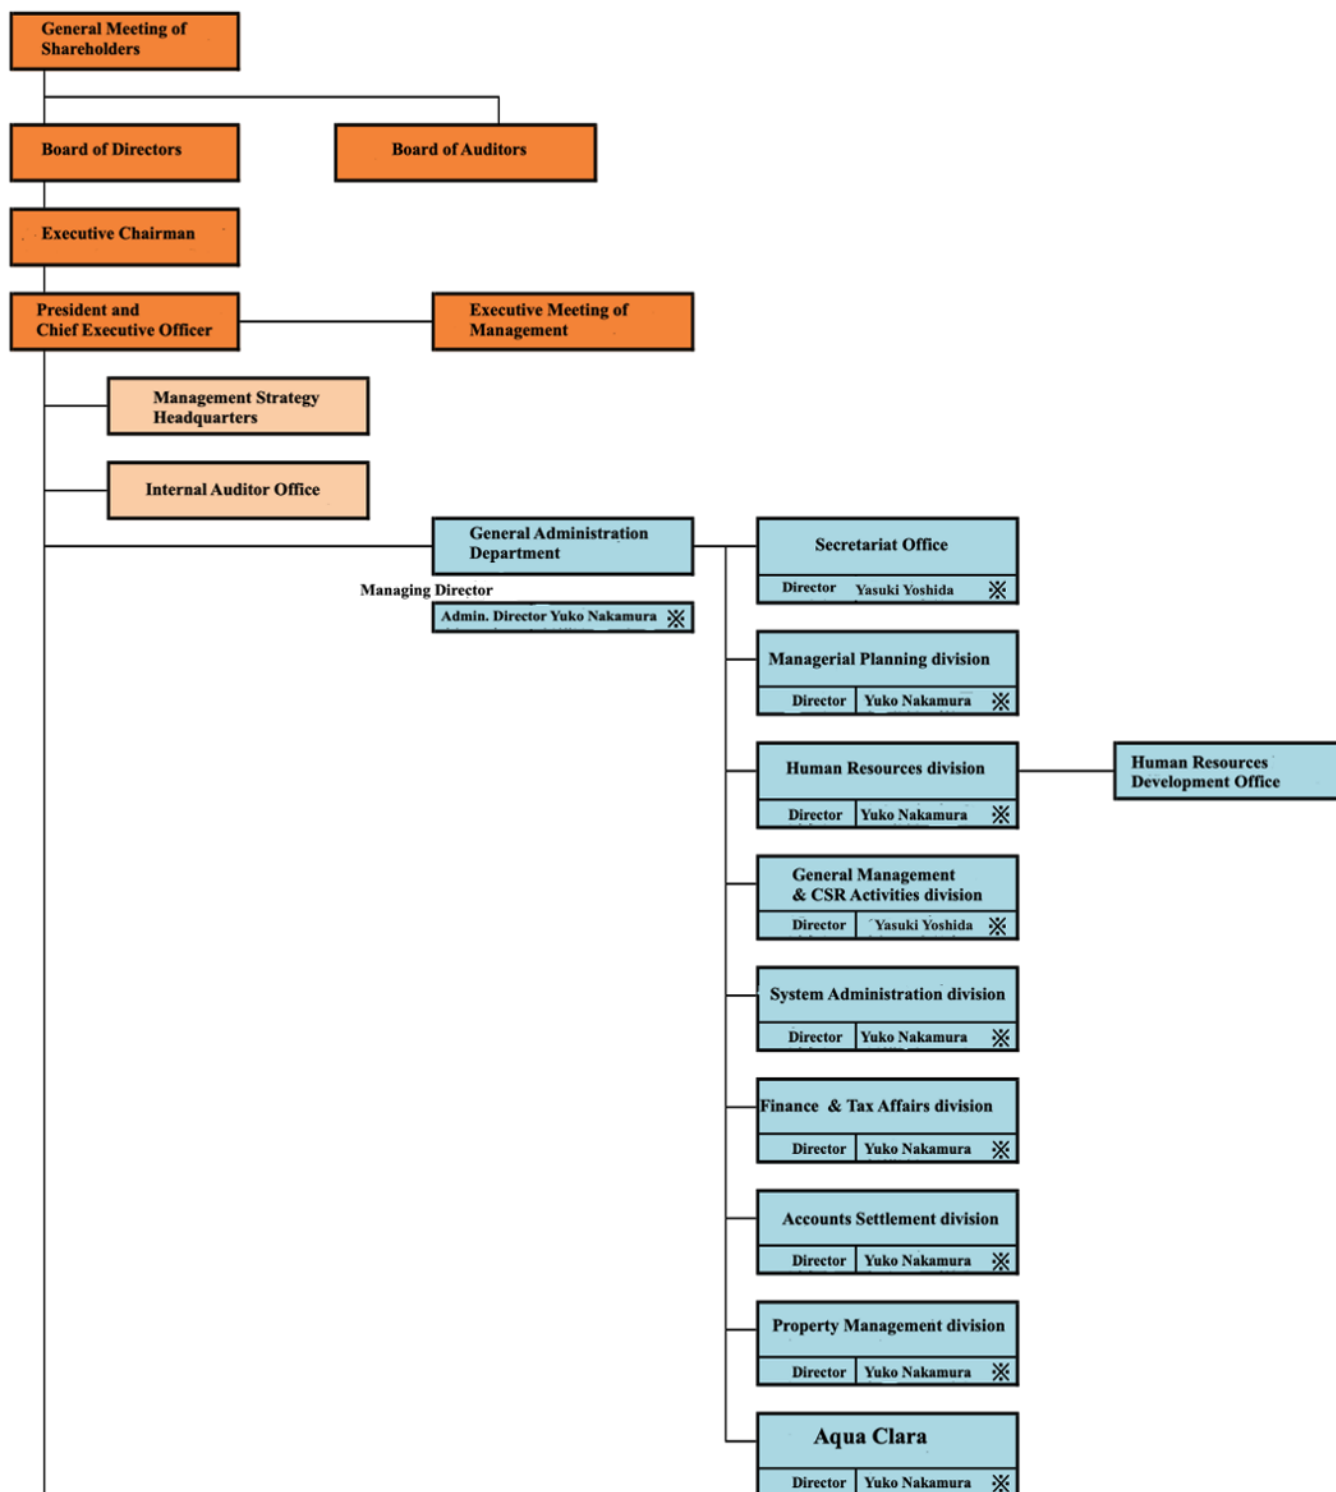 General Meeting of
Shareholders
Board of Directors
Board of Auditors
Executive Chairman
President and
Chief Executive Officer
Executive Meeting of
Management
Management Strategy
Headquarters
Internal Auditor Office
General Administration
Department
Managing Director
Admin. Director Yuko Nakamura ※
Secretariat Office
Director Yasuki Yoshida ※
Managerial Planning division
Director Yuko Nakamura ※
Human Resources division
Director Yuko Nakamura ※
Human Resources
Development Office
General Management
& CSR Activities division
Director Yasuki Yoshida ※
System Administration division
Director Yuko Nakamura ※
Finance & Tax Affairs division
Director Yuko Nakamura ※
Accounts Settlement division
Director Yuko Nakamura ※
Property Management division
Director Yuko Nakamura ※
Aqua Clara
Director Yuko Nakamura ※